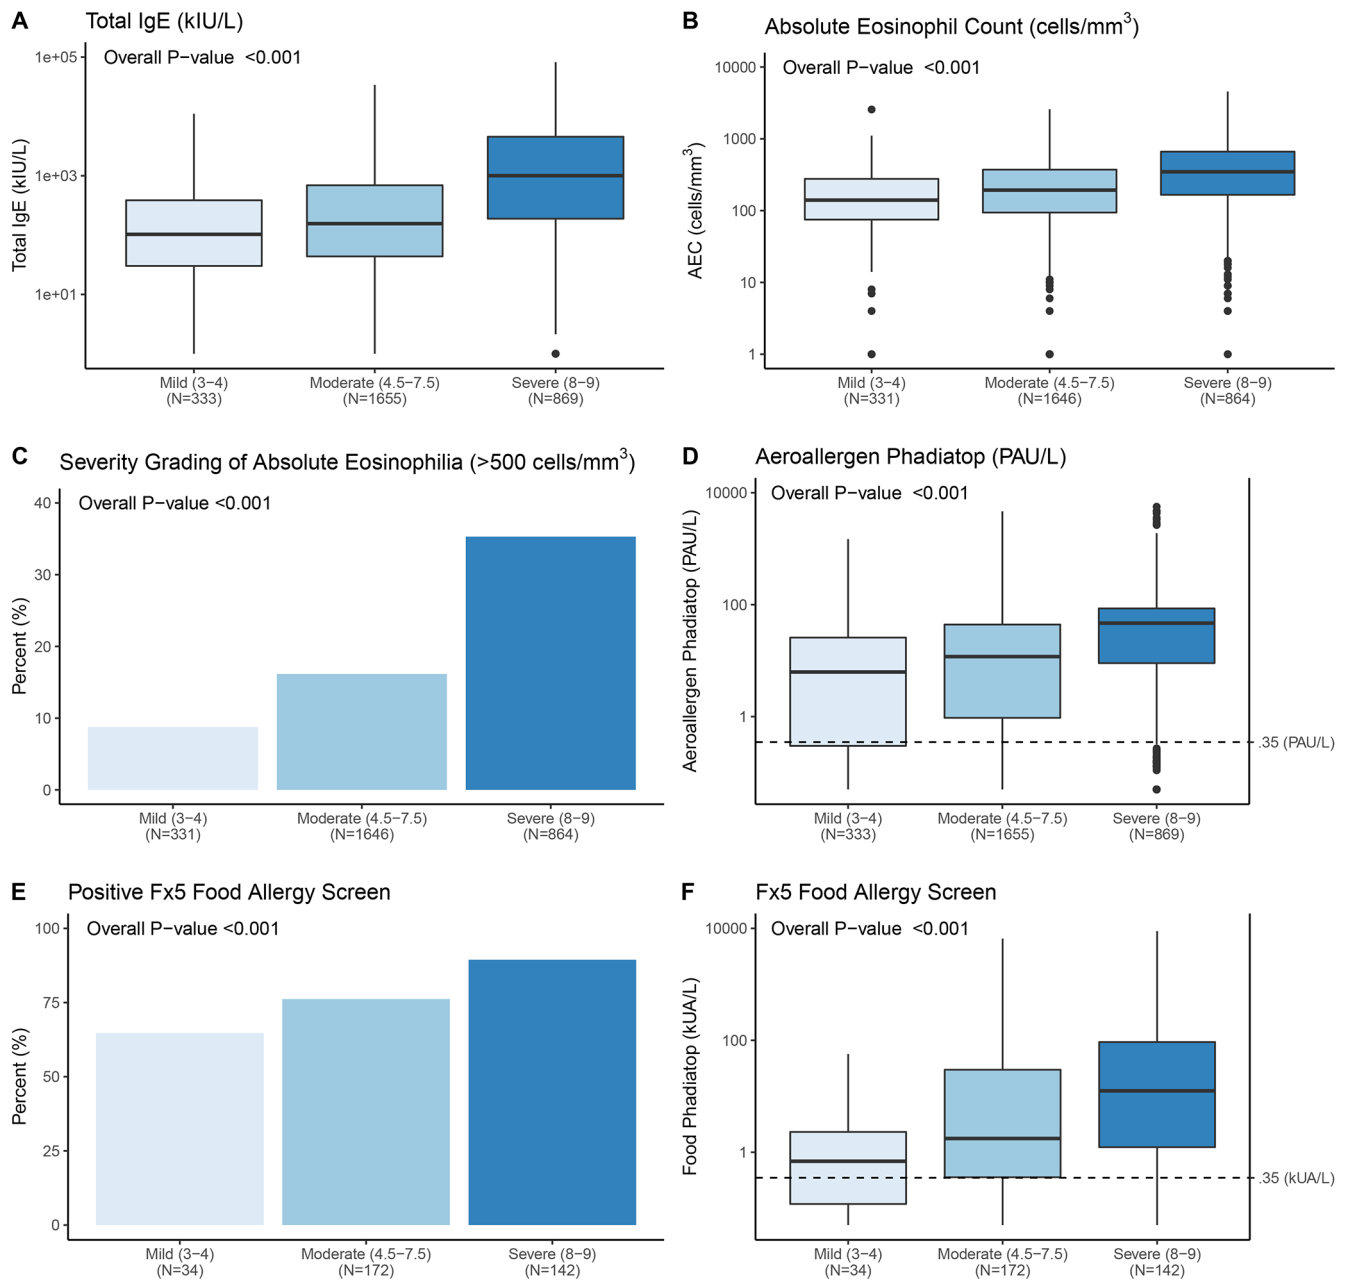 A
Total IgE (kIU/L)
Overall P−value <0.001
Total IgE (kIU/L)
1e+05
1e+03
1e+01
Mild (3−4)
(N=333)
Moderate (4.5−7.5)
(N=1655)
Severe (8−9)
(N=869)
B
Absolute Eosinophil Count (cells/mm³)
Overall P−value <0.001
AEC (cells/mm³)
10000
1000
100
10
1
Mild (3−4)
(N=331)
Moderate (4.5−7.5)
(N=1646)
Severe (8−9)
(N=864)
C
Severity Grading of Absolute Eosinophilia (>500 cells/mm³)
Overall P−value <0.001
Percent (%)
40
30
20
10
0
Mild (3−4)
(N=331)
Moderate (4.5−7.5)
(N=1646)
Severe (8−9)
(N=864)
D
Aeroallergen Phadiatop (PAU/L)
Overall P−value <0.001
Aeroallergen Phadiatop (PAU/L)
10000
100
1
.35 (PAU/L)
Mild (3−4)
(N=333)
Moderate (4.5−7.5)
(N=1655)
Severe (8−9)
(N=869)
E
Positive Fx5 Food Allergy Screen
Overall P−value <0.001
Percent (%)
100
75
50
25
0
Mild (3−4)
(N=34)
Moderate (4.5−7.5)
(N=172)
Severe (8−9)
(N=142)
F
Fx5 Food Allergy Screen
Overall P−value <0.001
Food Phadiatop (kUA/L)
10000
100
1
.35 (kUA/L)
Mild (3−4)
(N=34)
Moderate (4.5−7.5)
(N=172)
Severe (8−9)
(N=142)